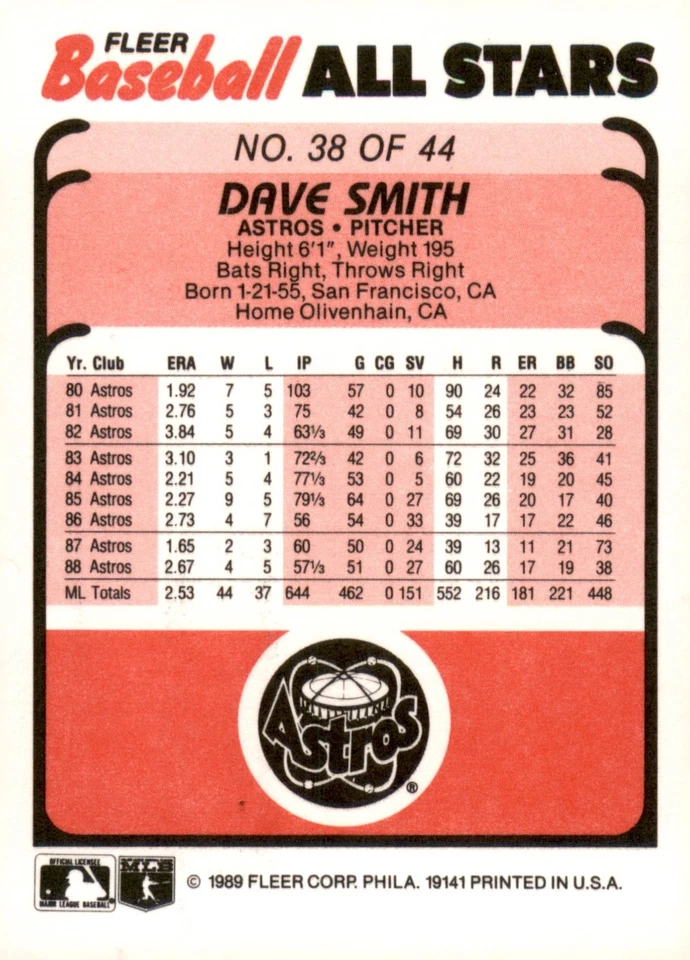 FLEER
Baseball ALL STARS
NO. 38 OF 44
DAVE SMITH
ASTROS • PITCHER
Height 6'1", Weight 195
Bats Right, Throws Right
Born 1-21-55, San Francisco, CA
Home Olivenhain, CA
Yr. Club ERA W L IP G CG SV H R ER BB SO
80 Astros 1.92 7 5 103 57 0 10 90 24 22 32 85
81 Astros 2.76 5 3 75 42 0 8 54 26 23 23 52
82 Astros 3.84 5 4 63⅓ 49 0 11 69 30 27 31 28
83 Astros 3.10 3 1 72⅔ 42 0 6 72 32 25 36 41
84 Astros 2.21 5 4 77⅓ 53 0 5 60 22 19 20 45
85 Astros 2.27 9 5 79⅓ 64 0 27 69 26 20 17 40
86 Astros 2.73 4 7 56 54 0 33 39 17 17 22 46
87 Astros 1.65 2 3 60 50 0 24 39 13 11 21 73
88 Astros 2.67 4 5 57⅓ 51 0 27 60 26 17 19 38
ML Totals 2.53 44 37 644 462 0 151 552 216 181 221 448
Astros
®
OFFICIAL LICENSEE
MAJOR LEAGUE BASEBALL
MLB
© 1989 FLEER CORP. PHILA. 19141 PRINTED IN U.S.A.